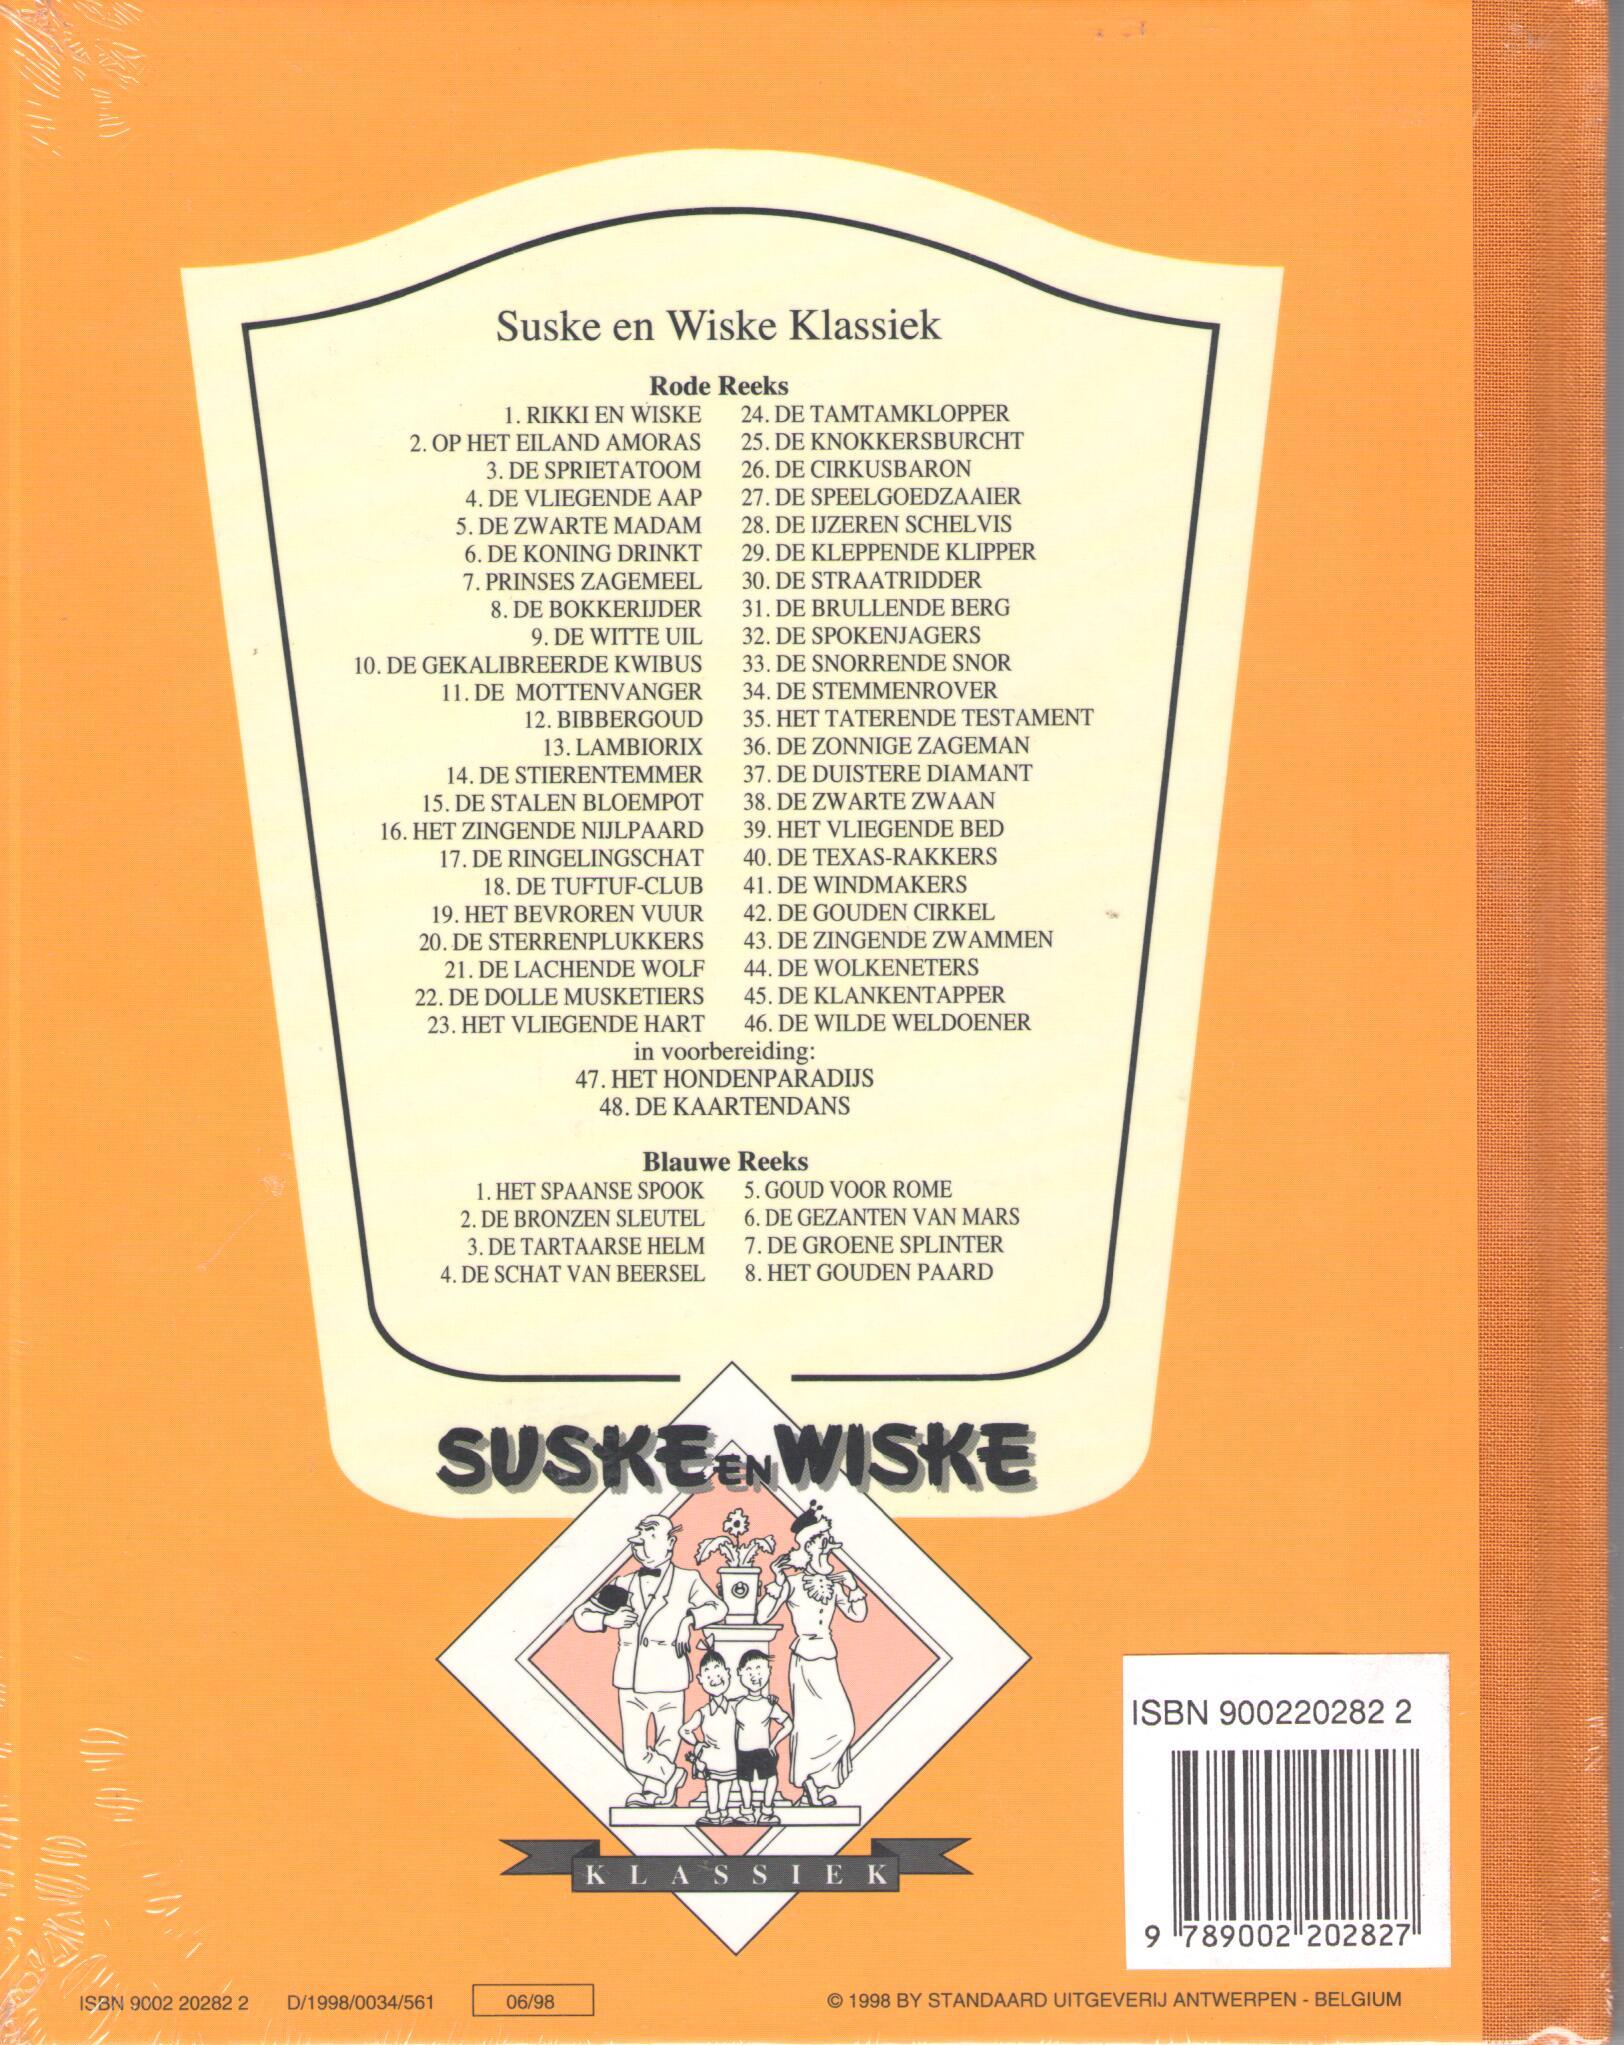 Suske en Wiske Klassiek
Rode Reeks
1. RIKKI EN WISKE
2. OP HET EILAND AMORAS
3. DE SPRIETATOOM
4. DE VLIEGENDE AAP
5. DE ZWARTE MADAM
6. DE KONING DRINKT
7. PRINSES ZAGEMEEL
8. DE BOKKERIJDER
9. DE WITTE UIL
10. DE GEKALIBREERDE KWIBUS
11. DE MOTTENVANGER
12. BIBBERGOUD
13. LAMBIORIX
14. DE STIERENTEMMER
15. DE STALEN BLOEMPOT
16. HET ZINGENDE NIJLPAARD
17. DE RINGELINGSCHAT
18. DE TUFTUF-CLUB
19. HET BEVROREN VUUR
20. DE STERRENPLUKKERS
21. DE LACHENDE WOLF
22. DE DOLLE MUSKETIERS
23. HET VLIEGENDE HART
24. DE TAMTAMKLOPPER
25. DE KNOKKERSBURCHT
26. DE CIRKUSBARON
27. DE SPEELGOEDZAAIER
28. DE IJZEREN SCHELVIS
29. DE KLEPPENDE KLIPPER
30. DE STRAATRIDDER
31. DE BRULLENDE BERG
32. DE SPOKENJAGERS
33. DE SNORRENDE SNOR
34. DE STEMMENROVER
35. HET TATERENDE TESTAMENT
36. DE ZONNIGE ZAGEMAN
37. DE DUISTERE DIAMANT
38. DE ZWARTE ZWAAN
39. HET VLIEGENDE BED
40. DE TEXAS-RAKKERS
41. DE WINDMAKERS
42. DE GOUDEN CIRKEL
43. DE ZINGENDE ZWAMMEN
44. DE WOLKENETERS
45. DE KLANKENTAPPER
46. DE WILDE WELDOENER
in voorbereiding:
47. HET HONDENPARADIJS
48. DE KAARTENDANS
Blauwe Reeks
1. HET SPAANSE SPOOK
2. DE BRONZEN SLEUTEL
3. DE TARTAARSE HELM
4. DE SCHAT VAN BEERSEL
5. GOUD VOOR ROME
6. DE GEZANTEN VAN MARS
7. DE GROENE SPLINTER
8. HET GOUDEN PAARD
SUSKE EN WISKE
KLASSIEK
ISBN 900220282 2
9 789002 202827
ISBN 9002 20282 2 D/1998/0034/561 06/98 © 1998 BY STANDAARD UITGEVERIJ ANTWERPEN - BELGIUM